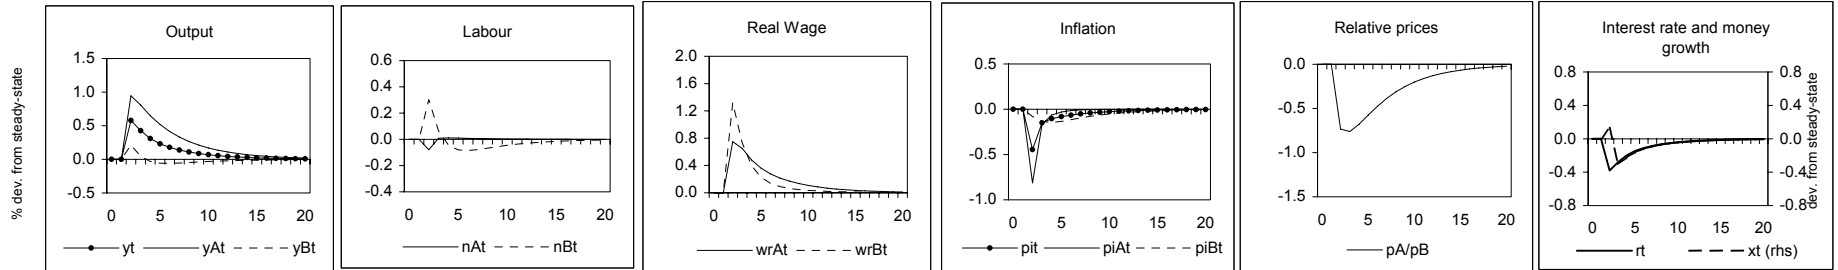 % dev. from steady-state
Output
1.5
1.0
0.5
0.0
-0.5
0 5 10 15 20
yt yAt yBt
Labour
0.6
0.4
0.2
0.0
-0.2
-0.4
0 5 10 15 20
nAt nBt
Real Wage
2.0
1.6
1.2
0.8
0.4
0.0
0 5 10 15 20
wrAt wrBt
Inflation
0.5
0.0
-0.5
-1.0
0 5 10 15 20
pit piAt piBt
Relative prices
0.0
-0.5
-1.0
-1.5
0 5 10 15 20
pA/pB
Interest rate and money
growth
0.8
0.4
0.0
-0.4
-0.8
0.8
0.4
0.0
-0.4
-0.8
dev. from steady-state
0 5 10 15 20
rt xt (rhs)